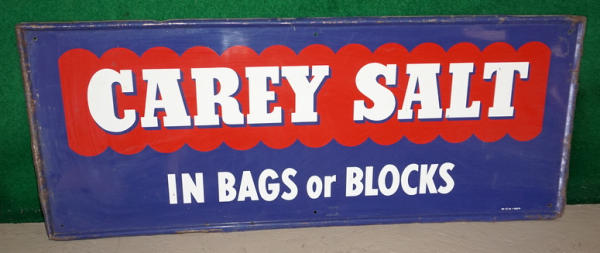 CAREY SALT
IN BAGS or BLOCKS